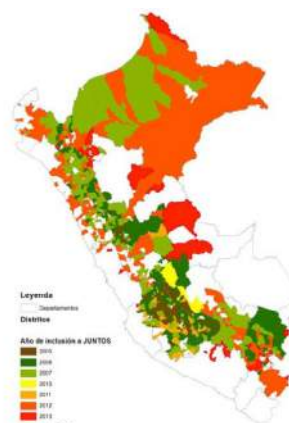 Leyenda
Departamentos
Distritos
Año de inclusión a JUNTOS
2005
2006
2007
2010
2011
2012
2013